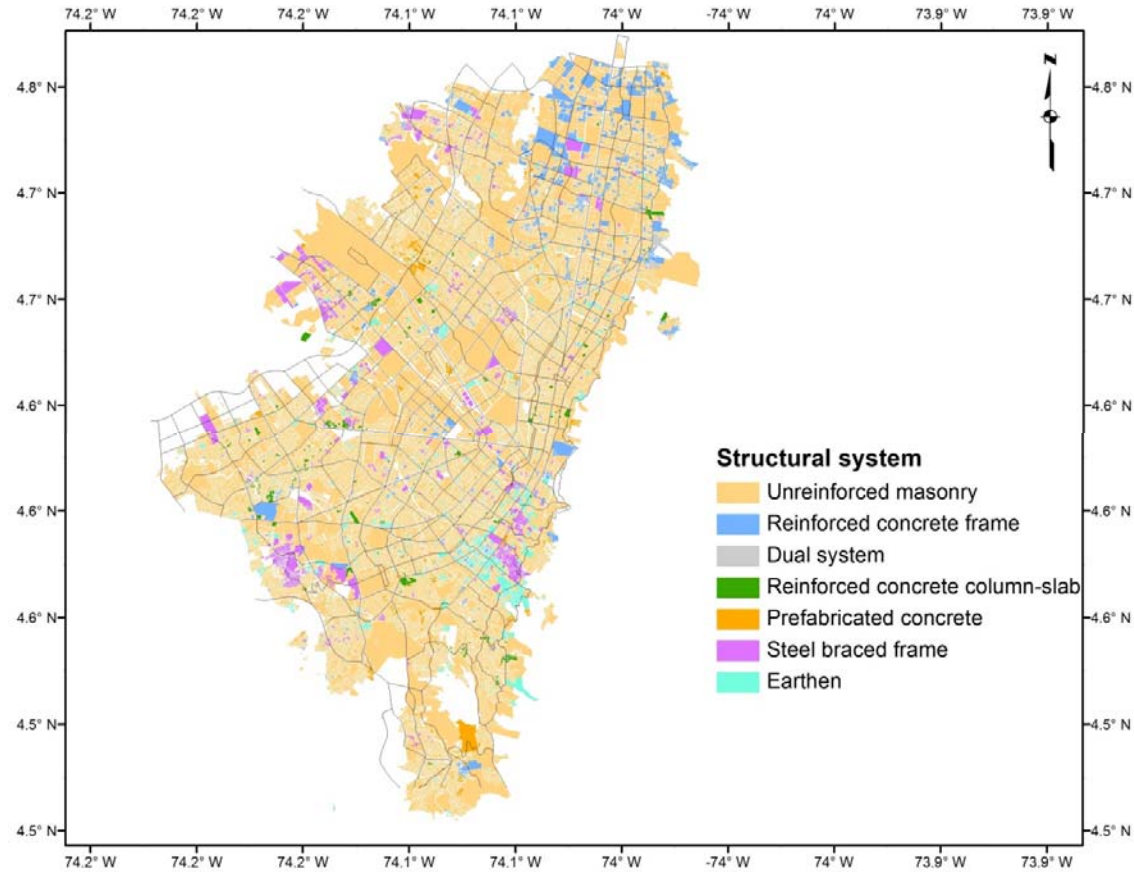 74.2° W 74.2° W 74.1° W 74.1° W 74.1° W 74° W -74° W 74° W 73.9° W 73.9° W
N
4.8° N 4.8° N
4.7° N 4.7° N
4.7° N 4.7° N
4.6° N 4.6° N
Structural system
Unreinforced masonry
4.6° N 4.6° N
Reinforced concrete frame
Dual system
Reinforced concrete column-slab
4.6° N 4.6° N
Prefabricated concrete
Steel braced frame
Earthen
4.5° N 4.5° N
4.5° N 4.5° N
74.2° W 74.2° W 74.1° W 74.1° W 74.1° W 74° W -74° W 74° W 73.9° W 73.9° W